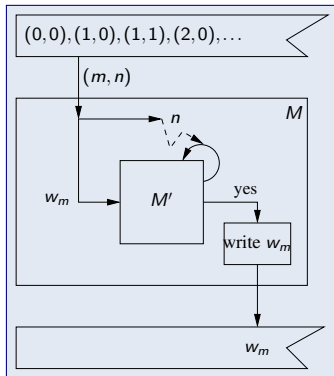 (0, 0), (1, 0), (1, 1), (2, 0), . . .
(m, n)
M
n
w_m
M′
yes
write w_m
w_m